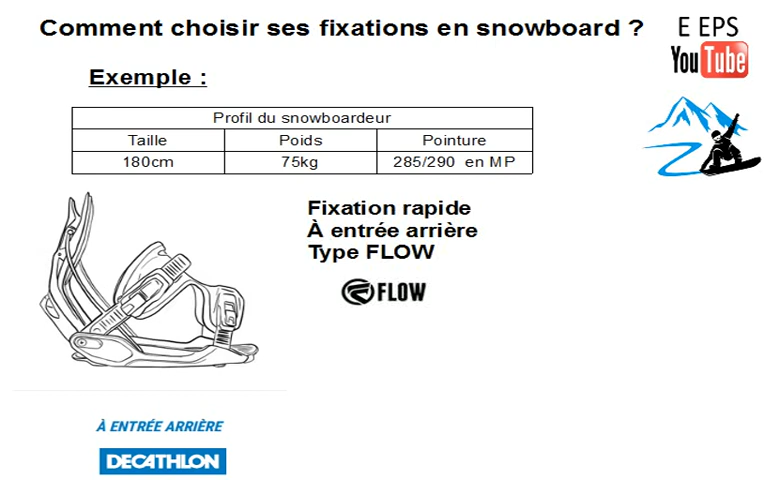 Comment choisir ses fixations en snowboard ?
E EPS
YouTube
Exemple :
Profil du snowboardeur
Taille Poids Pointure
180cm 75kg 285/290 en MP
Fixation rapide
À entrée arrière
Type FLOW
FLOW
À ENTRÉE ARRIÈRE
DECATHLON